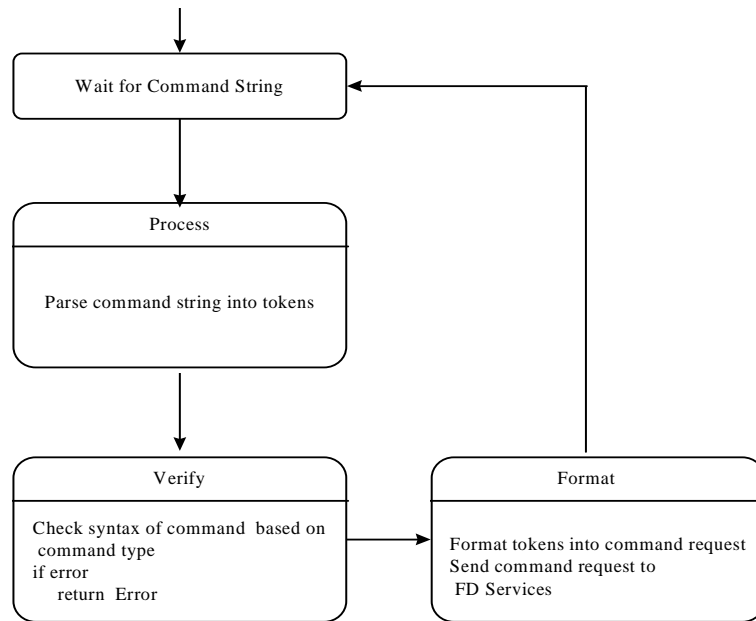 Wait for Command String
Process
Parse command string into tokens
Verify
Check syntax of command based on
command type
if error
return Error
Format
Format tokens into command request
Send command request to
FD Services